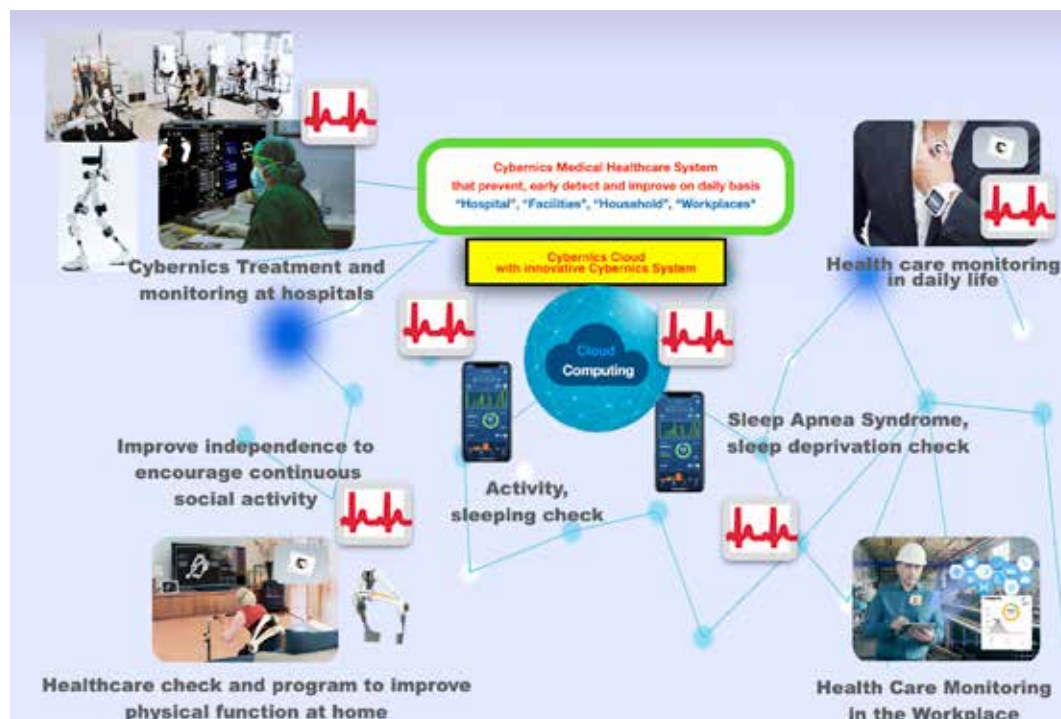 Cybernics Medical Healthcare System
that prevent, early detect and improve on daily basis
“Hospital”, “Facilities”, “Household”, “Workplaces”
Cybernics Cloud
with innovative Cybernics System
Cybernics Treatment and
monitoring at hospitals
Health care monitoring
in daily life
Cloud
Computing
Improve independence to
encourage continuous
social activity
Activity,
sleeping check
Sleep Apnea Syndrome,
sleep deprivation check
Healthcare check and program to improve
physical function at home
Health Care Monitoring
in the Workplace